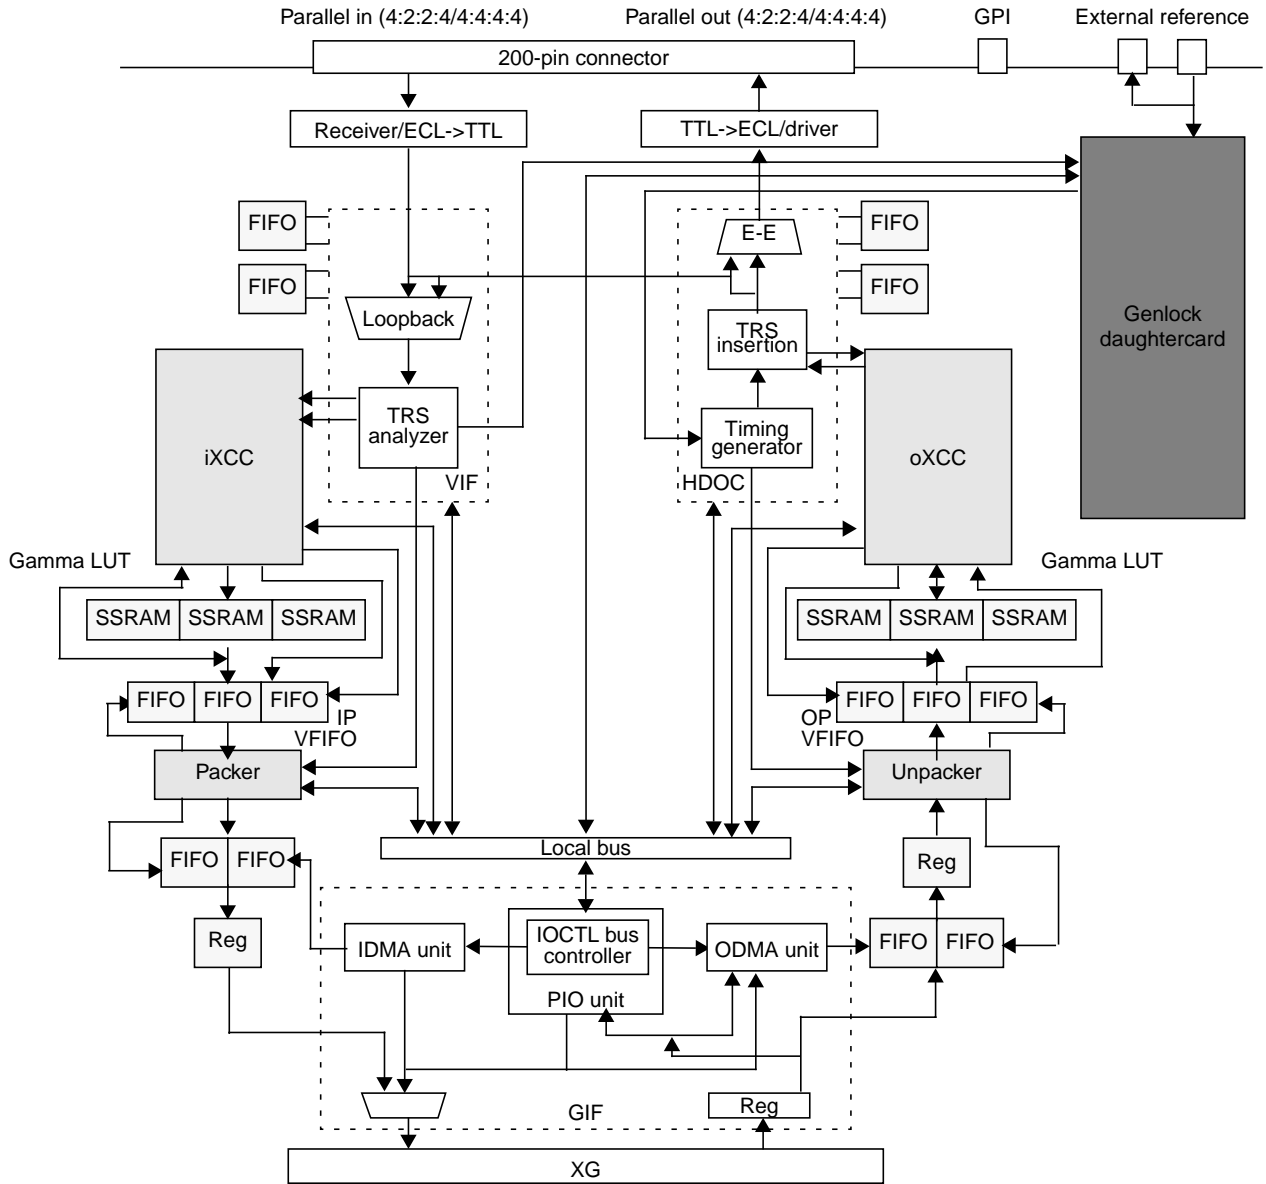 Parallel in (4:2:2:4/4:4:4:4)
Parallel out (4:2:2:4/4:4:4:4)
GPI
External reference
200-pin connector
Receiver/ECL->TTL
TTL->ECL/driver
FIFO
FIFO
E-E
FIFO
FIFO
Loopback
TRS
insertion
Genlock
daughtercard
iXCC
TRS
analyzer
Timing
generator
oXCC
VIF
HDOC
Gamma LUT
Gamma LUT
SSRAM
SSRAM
SSRAM
SSRAM
SSRAM
SSRAM
FIFO
FIFO
FIFO
IP
VFIFO
FIFO
FIFO
FIFO
OP
VFIFO
Packer
Unpacker
Local bus
FIFO
FIFO
Reg
Reg
IDMA unit
IOCTL bus
controller
PIO unit
ODMA unit
FIFO
FIFO
GIF
Reg
XG